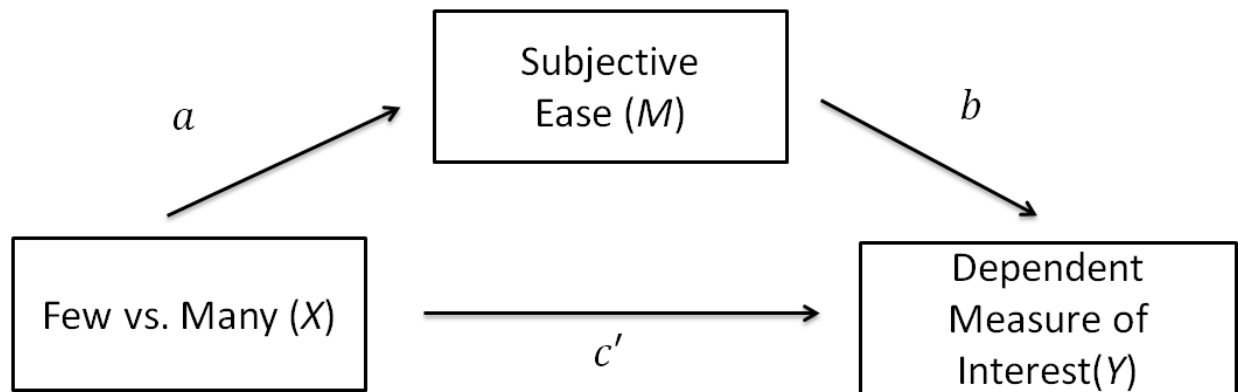 Subjective
Ease (M)
a
b
Few vs. Many (X)
c′
Dependent
Measure of
Interest(Y)